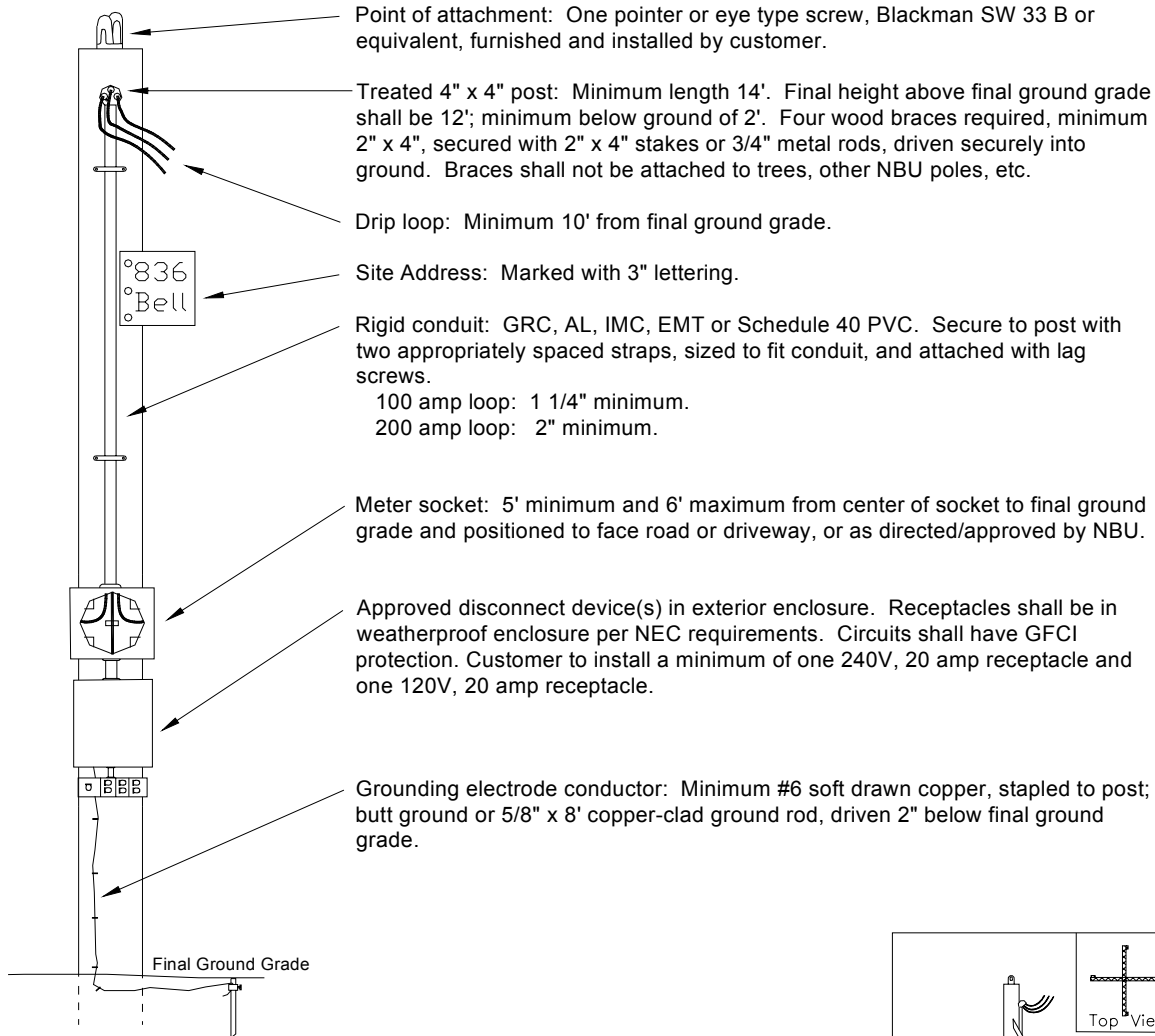 Point of attachment: One pointer or eye type screw, Blackman SW 33 B or
equivalent, furnished and installed by customer.
Treated 4" x 4" post: Minimum length 14'. Final height above final ground grade
shall be 12'; minimum below ground of 2'. Four wood braces required, minimum
2" x 4", secured with 2" x 4" stakes or 3/4" metal rods, driven securely into
ground. Braces shall not be attached to trees, other NBU poles, etc.
Drip loop: Minimum 10' from final ground grade.
836
Bell
Site Address: Marked with 3" lettering.
Rigid conduit: GRC, AL, IMC, EMT or Schedule 40 PVC. Secure to post with
two appropriately spaced straps, sized to fit conduit, and attached with lag
screws.
100 amp loop: 1 1/4" minimum.
200 amp loop: 2" minimum.
Meter socket: 5' minimum and 6' maximum from center of socket to final ground
grade and positioned to face road or driveway, or as directed/approved by NBU.
Approved disconnect device(s) in exterior enclosure. Receptacles shall be in
weatherproof enclosure per NEC requirements. Circuits shall have GFCI
protection. Customer to install a minimum of one 240V, 20 amp receptacle and
one 120V, 20 amp receptacle.
Grounding electrode conductor: Minimum #6 soft drawn copper, stapled to post;
butt ground or 5/8" x 8' copper-clad ground rod, driven 2" below final ground
grade.
Final Ground Grade
Top Vie